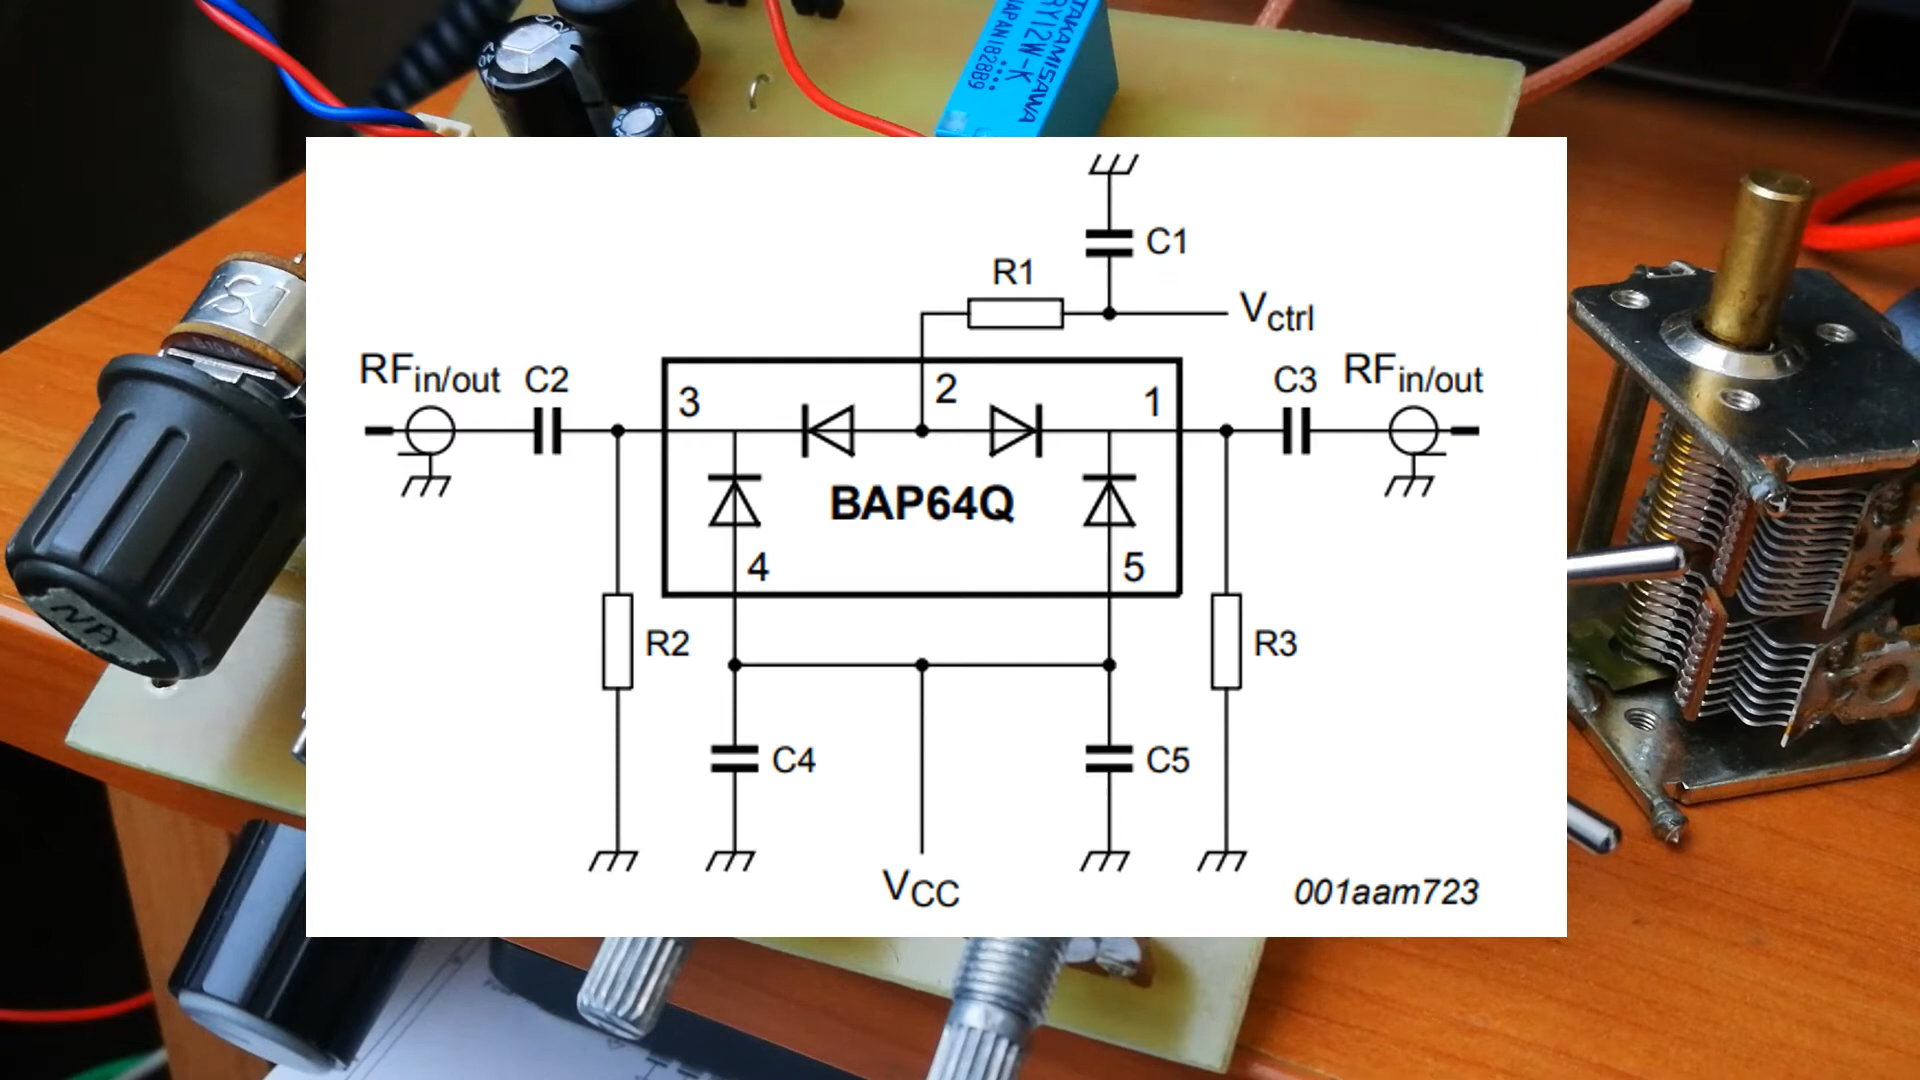 TAKAMISAWA
RY12W-K
JAPAN 182889
C1
R1
Vctrl
RFin/out
C2
C3
RFin/out
3
2
1
BAP64Q
4
5
R2
R3
C4
C5
VCC
001aam723